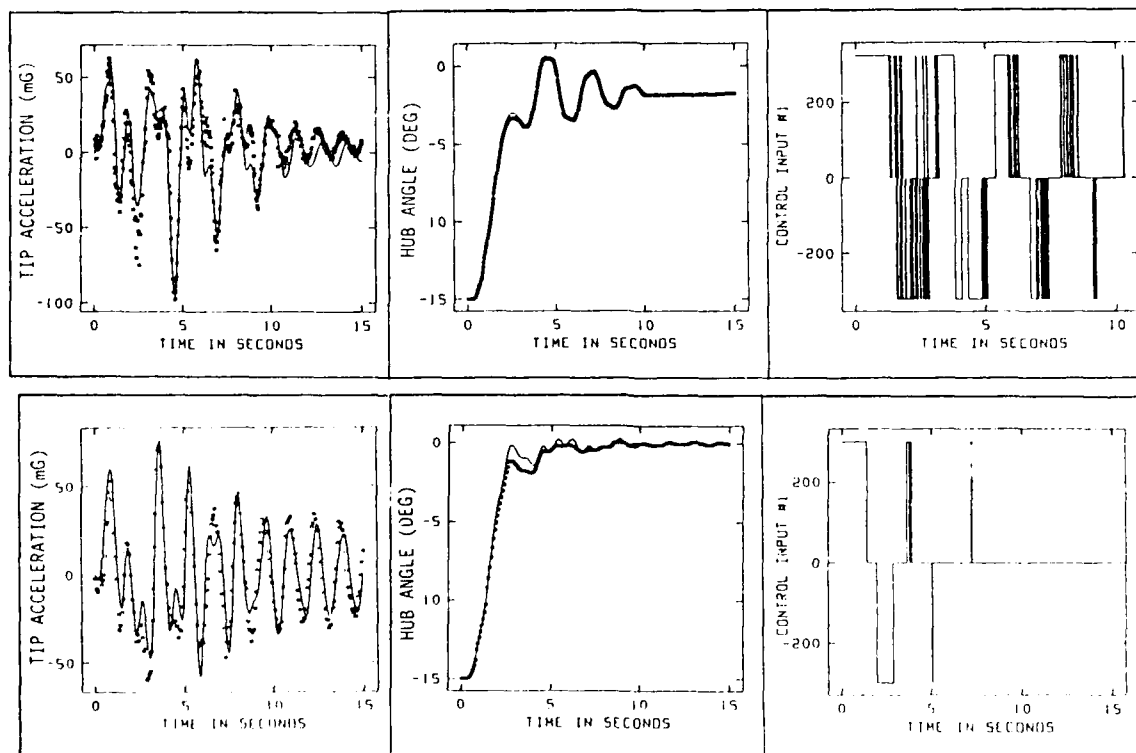 TIP ACCELERATION (mG)
50
0
-50
-100
0 5 10 15
TIME IN SECONDS
HUB ANGLE (DEG)
0
-5
-10
-15
0 5 10 15
TIME IN SECONDS
CONTROL INPUT #1
200
0
-200
0 5 10
TIME IN SECONDS
TIP ACCELERATION (mG)
50
0
-50
0 5 10 15
TIME IN SECONDS
HUB ANGLE (DEG)
0
-5
-10
-15
0 5 10 15
TIME IN SECONDS
CONTROL INPUT #1
200
0
-200
0 5 10 15
TIME IN SECONDS